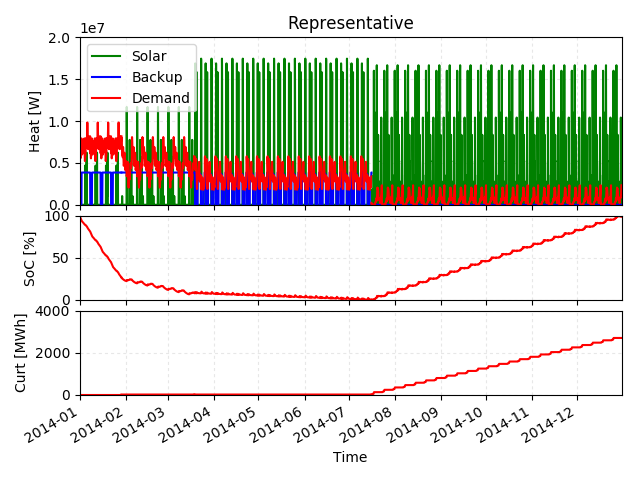 Representative
1e7
2.0
1.5
1.0
0.5
0.0
Heat [W]
Solar
Backup
Demand
100
50
0
SoC [%]
4000
2000
0
Curt [MWh]
2014-01
2014-02
2014-03
2014-04
2014-05
2014-06
2014-07
2014-08
2014-09
2014-10
2014-11
2014-12
Time